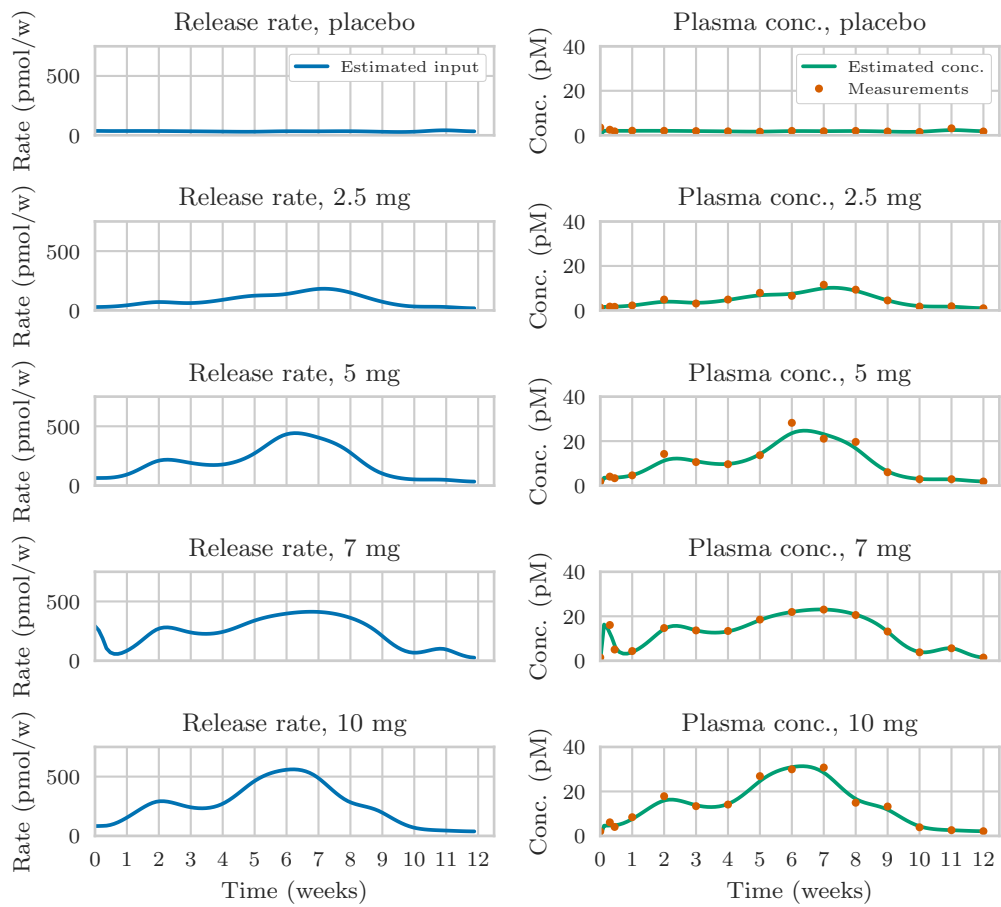 Release rate, placebo
Rate (pmol/w)
500
0
Estimated input
Plasma conc., placebo
Conc. (pM)
40
20
0
Estimated conc.
Measurements
Release rate, 2.5 mg
Rate (pmol/w)
500
0
Plasma conc., 2.5 mg
Conc. (pM)
40
20
0
Release rate, 5 mg
Rate (pmol/w)
500
0
Plasma conc., 5 mg
Conc. (pM)
40
20
0
Release rate, 7 mg
Rate (pmol/w)
500
0
Plasma conc., 7 mg
Conc. (pM)
40
20
0
Release rate, 10 mg
Rate (pmol/w)
500
0
0 1 2 3 4 5 6 7 8 9 10 11 12
Time (weeks)
Plasma conc., 10 mg
Conc. (pM)
40
20
0
0 1 2 3 4 5 6 7 8 9 10 11 12
Time (weeks)